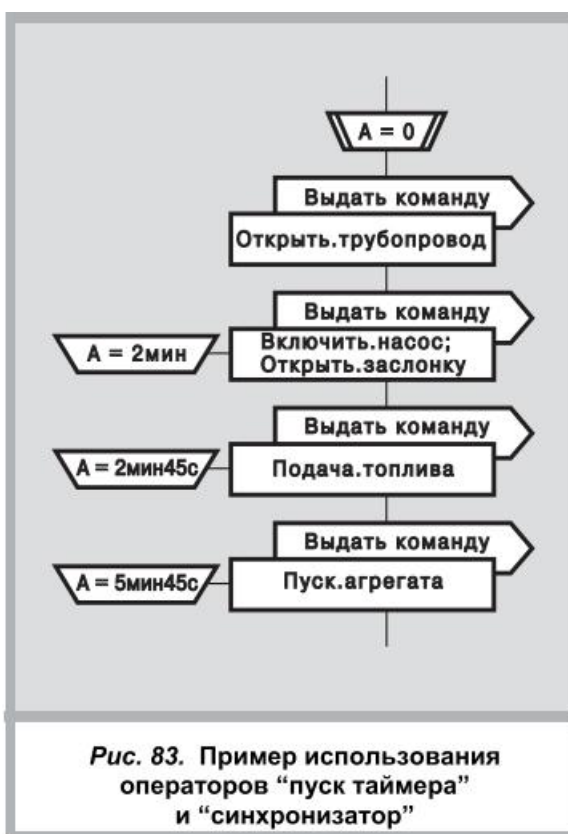 A = 0
Выдать команду
Открыть.трубопровод
Выдать команду
A = 2мин
Включить.насос;
Открыть.заслонку
Выдать команду
A = 2мин45с
Подача.топлива
Выдать команду
A = 5мин45с
Пуск.агрегата
Рис. 83. Пример использования
операторов “пуск таймера”
и “синхронизатор”